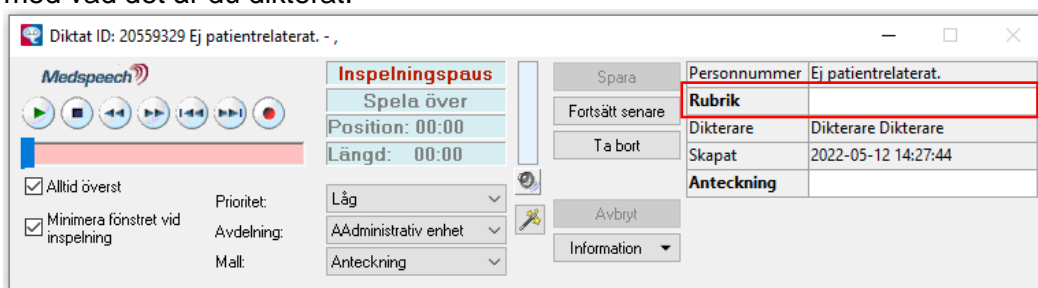 med vad det är du dikterat.
Diktat ID: 20559329 Ej patientrelaterat. - ,
Medspeech
Inspelningspaus
Spela över
Position: 00:00
Längd: 00:00
Alltid överst
Minimera fönstret vid
inspelning
Prioritet:
Låg
Avdelning:
AAdministrativ enhet
Mall:
Anteckning
Spara
Fortsätt senare
Ta bort
Avbryt
Information
Personnummer Ej patientrelaterat.
Rubrik
Dikterare Dikterare Dikterare
Skapat 2022-05-12 14:27:44
Anteckning